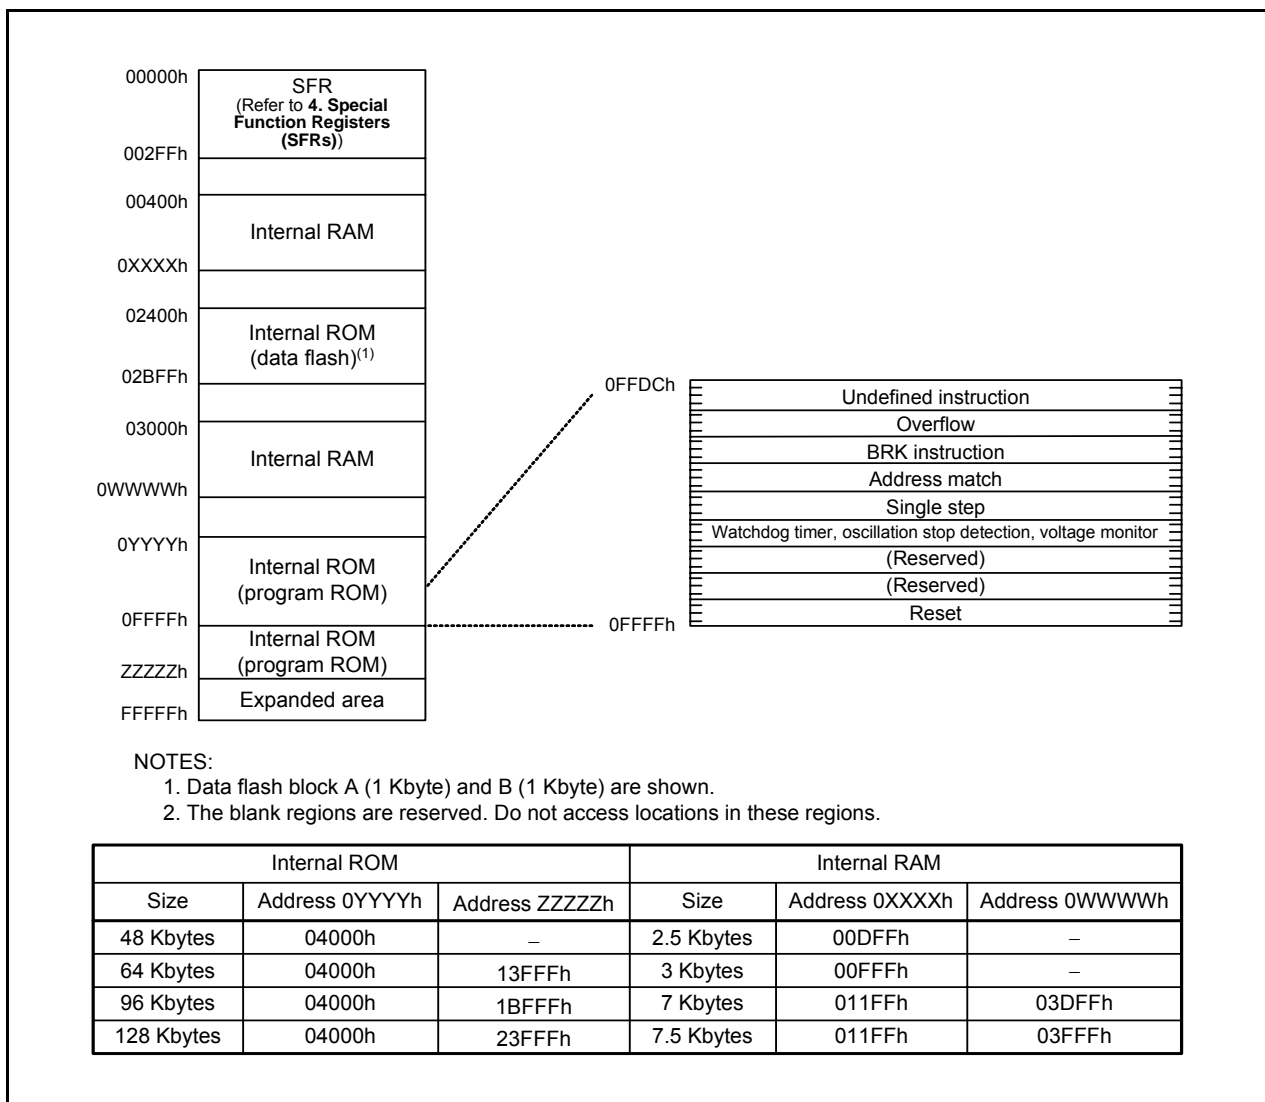 00000h
SFR
(Refer to 4. Special
Function Registers
(SFRs))
002FFh
00400h
Internal RAM
0XXXXh
02400h
Internal ROM
(data flash)(1)
02BFFh
03000h
Internal RAM
0WWWWh
0YYYYh
Internal ROM
(program ROM)
0FFFFh
Internal ROM
(program ROM)
ZZZZZh
Expanded area
FFFFFh
0FFDCh
Undefined instruction
Overflow
BRK instruction
Address match
Single step
Watchdog timer, oscillation stop detection, voltage monitor
(Reserved)
(Reserved)
Reset
0FFFFh
NOTES:
1. Data flash block A (1 Kbyte) and B (1 Kbyte) are shown.
2. The blank regions are reserved. Do not access locations in these regions.
Internal ROM Internal RAM
Size Address 0YYYYh Address ZZZZZh Size Address 0XXXXh Address 0WWWWh
48 Kbytes 04000h – 2.5 Kbytes 00DFFh –
64 Kbytes 04000h 13FFFh 3 Kbytes 00FFFh –
96 Kbytes 04000h 1BFFFh 7 Kbytes 011FFh 03DFFh
128 Kbytes 04000h 23FFFh 7.5 Kbytes 011FFh 03FFFh